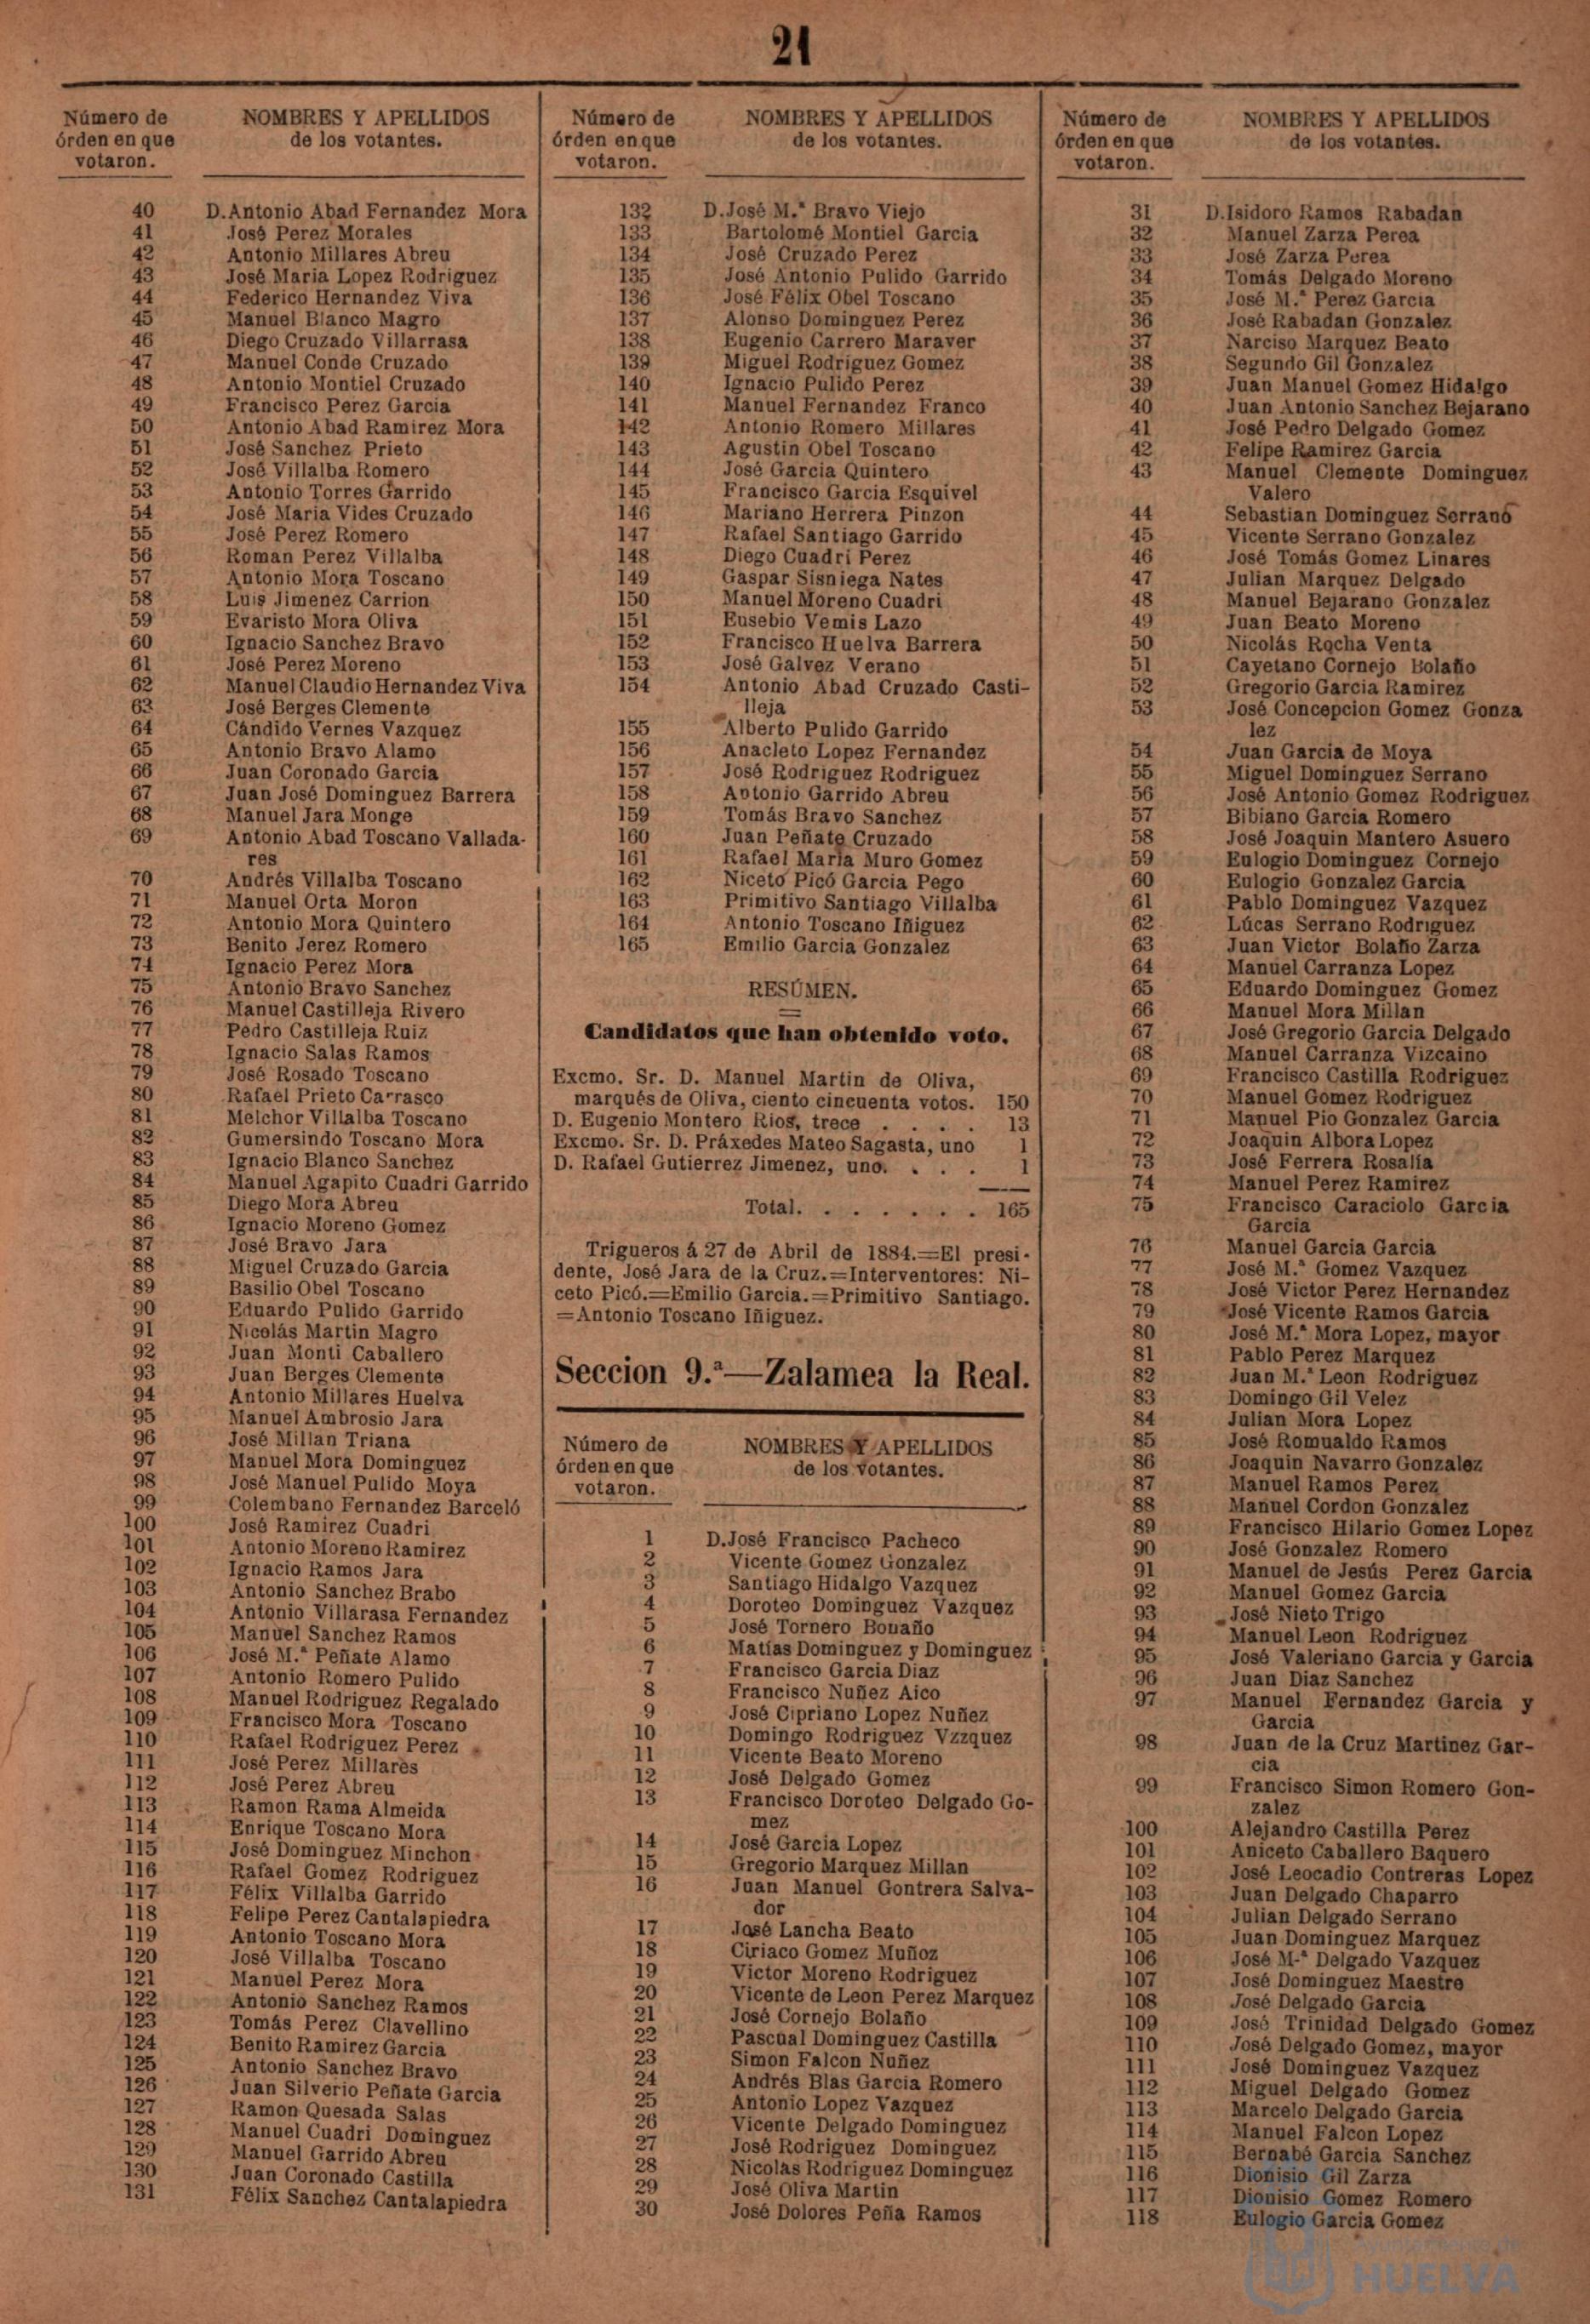 21
Número de
órden en que
votaron.
NOMBRES Y APELLIDOS
de los votantes.
40 D. Antonio Abad Fernandez Mora
41 José Perez Morales
42 Antonio Millares Abreu
43 José Maria Lopez Rodriguez
44 Federico Hernandez Viva
45 Manuel Blanco Magro
46 Diego Cruzado Villarrasa
47 Manuel Conde Cruzado
48 Antonio Montiel Cruzado
49 Francisco Perez Garcia
50 Antonio Abad Ramirez Mora
51 José Sanchez Prieto
52 José Villalba Romero
53 Antonio Torres Garrido
54 José Maria Vides Cruzado
55 José Perez Romero
56 Roman Perez Villalba
57 Antonio Mora Toscano
58 Luis Jimenez Carrion
59 Evaristo Mora Oliva
60 Ignacio Sanchez Bravo
61 José Perez Moreno
62 Manuel Claudio Hernandez Viva
63 José Berges Clemente
64 Cándido Vernes Vazquez
65 Antonio Bravo Alamo
66 Juan Coronado Garcia
67 Juan José Dominguez Barrera
68 Manuel Jara Monge
69 Antonio Abad Toscano Vallada-
res
70 Andrés Villalba Toscano
71 Manuel Orta Moron
72 Antonio Mora Quintero
73 Benito Jerez Romero
74 Ignacio Perez Mora
75 Antonio Bravo Sanchez
76 Manuel Castilleja Rivero
77 Pedro Castilleja Ruiz
78 Ignacio Salas Ramos
79 José Rosado Toscano
80 Rafael Prieto Carrasco
81 Melchor Villalba Toscano
82 Gumersindo Toscano Mora
83 Ignacio Blanco Sanchez
84 Manuel Agapito Cuadri Garrido
85 Diego Mora Abreu
86 Ignacio Moreno Gomez
87 José Bravo Jara
88 Miguel Cruzado Garcia
89 Basilio Obel Toscano
90 Eduardo Pulido Garrido
91 Nicolás Martin Magro
92 Juan Monti Caballero
93 Juan Berges Clemente
94 Antonio Millares Huelva
95 Manuel Ambrosio Jara
96 José Millan Triana
97 Manuel Mora Dominguez
98 José Manuel Pulido Moya
99 Colembano Fernandez Barceló
100 José Ramirez Cuadri
101 Antonio Moreno Ramirez
102 Ignacio Ramos Jara
103 Antonio Sanchez Brabo
104 Antonio Villarasa Fernandez
105 Manuel Sanchez Ramos
106 José M.ª Peñate Alamo
107 Antonio Romero Pulido
108 Manuel Rodriguez Regalado
109 Francisco Mora Toscano
110 Rafael Rodriguez Perez
111 José Perez Millares
112 José Perez Abreu
113 Ramon Rama Almeida
114 Enrique Toscano Mora
115 José Dominguez Minchon
116 Rafael Gomez Rodriguez
117 Félix Villalba Garrido
118 Felipe Perez Cantalapiedra
119 Antonio Toscano Mora
120 José Villalba Toscano
121 Manuel Perez Mora
122 Antonio Sanchez Ramos
123 Tomás Perez Clavellino
124 Benito Ramirez Garcia
125 Antonio Sanchez Bravo
126 Juan Silverio Peñate Garcia
127 Ramon Quesada Salas
128 Manuel Cuadri Dominguez
129 Manuel Garrido Abreu
130 Juan Coronado Castilla
131 Félix Sanchez Cantalapiedra
Número de
órden en que
votaron.
NOMBRES Y APELLIDOS
de los votantes.
132 D. José M.ª Bravo Viejo
133 Bartolomé Montiel Garcia
134 José Cruzado Perez
135 José Antonio Pulido Garrido
136 José Félix Obel Toscano
137 Alonso Dominguez Perez
138 Eugenio Carrero Maraver
139 Miguel Rodriguez Gomez
140 Ignacio Pulido Perez
141 Manuel Fernandez Franco
142 Antonio Romero Millares
143 Agustin Obel Toscano
144 José Garcia Quintero
145 Francisco Garcia Esquivel
146 Mariano Herrera Pinzon
147 Rafael Santiago Garrido
148 Diego Cuadri Perez
149 Gaspar Sisniega Nates
150 Manuel Moreno Cuadri
151 Eusebio Vemis Lazo
152 Francisco Huelva Barrera
153 José Galvez Verano
154 Antonio Abad Cruzado Casti-
lleja
155 Alberto Pulido Garrido
156 Anacleto Lopez Fernandez
157 José Rodriguez Rodriguez
158 Antonio Garrido Abreu
159 Tomás Bravo Sanchez
160 Juan Peñate Cruzado
161 Rafael Maria Muro Gomez
162 Niceto Picó Garcia Pego
163 Primitivo Santiago Villalba
164 Antonio Toscano Iñiguez
165 Emilio Garcia Gonzalez
RESÚMEN.
Candidatos que han obtenido voto.
Excmo. Sr. D. Manuel Martin de Oliva,
marqués de Oliva, ciento cincuenta votos. 150
D. Eugenio Montero Rios, trece . . . . 13
Excmo. Sr. D. Práxedes Mateo Sagasta, uno 1
D. Rafael Gutierrez Jimenez, uno. . . . 1
Total. . . . . . . . 165
Trigueros á 27 de Abril de 1884.=El presi-
dente, José Jara de la Cruz.=Interventores: Ni-
ceto Picó.=Emilio Garcia.=Primitivo Santiago.
=Antonio Toscano Iñiguez.
Seccion 9.ª—Zalamea la Real.
Número de
órden en que
votaron.
NOMBRES Y APELLIDOS
de los votantes.
1 D. José Francisco Pacheco
2 Vicente Gomez Gonzalez
3 Santiago Hidalgo Vazquez
4 Doroteo Dominguez Vazquez
5 José Tornero Bouaño
6 Matías Dominguez y Dominguez
7 Francisco Garcia Diaz
8 Francisco Nuñez Aico
9 José Cipriano Lopez Nuñez
10 Domingo Rodriguez Vzzquez
11 Vicente Beato Moreno
12 José Delgado Gomez
13 Francisco Doroteo Delgado Go-
mez
14 José Garcia Lopez
15 Gregorio Marquez Millan
16 Juan Manuel Gontrera Salva-
dor
17 José Lancha Beato
18 Ciriaco Gomez Muñoz
19 Victor Moreno Rodriguez
20 Vicente de Leon Perez Marquez
21 José Cornejo Bolaño
22 Pascual Dominguez Castilla
23 Simon Falcon Nuñez
24 Andrés Blas Garcia Romero
25 Antonio Lopez Vazquez
26 Vicente Delgado Dominguez
27 José Rodriguez Dominguez
28 Nicolas Rodriguez Dominguez
29 José Oliva Martin
30 José Dolores Peña Ramos
Número de
órden en que
votaron.
NOMBRES Y APELLIDOS
de los votantes.
31 D. Isidoro Ramos Rabadan
32 Manuel Zarza Perea
33 José Zarza Perea
34 Tomás Delgado Moreno
35 José M.ª Perez Garcia
36 José Rabadan Gonzalez
37 Narciso Marquez Beato
38 Segundo Gil Gonzalez
39 Juan Manuel Gomez Hidalgo
40 Juan Antonio Sanchez Bejarano
41 José Pedro Delgado Gomez
42 Felipe Ramirez Garcia
43 Manuel Clemente Dominguez
Valero
44 Sebastian Dominguez Serrano
45 Vicente Serrano Gonzalez
46 José Tomás Gomez Linares
47 Julian Marquez Delgado
48 Manuel Bejarano Gonzalez
49 Juan Beato Moreno
50 Nicolás Rocha Venta
51 Cayetano Cornejo Bolaño
52 Gregorio Garcia Ramirez
53 José Concepcion Gomez Gonza
lez
54 Juan Garcia de Moya
55 Miguel Dominguez Serrano
56 José Antonio Gomez Rodriguez
57 Bibiano Garcia Romero
58 José Joaquin Mantero Asuero
59 Eulogio Dominguez Cornejo
60 Eulogio Gonzalez Garcia
61 Pablo Dominguez Vazquez
62 Lúcas Serrano Rodriguez
63 Juan Victor Bolaño Zarza
64 Manuel Carranza Lopez
65 Eduardo Dominguez Gomez
66 Manuel Mora Millan
67 José Gregorio Garcia Delgado
68 Manuel Carranza Vizcaino
69 Francisco Castilla Rodriguez
70 Manuel Gomez Rodriguez
71 Manuel Pio Gonzalez Garcia
72 Joaquin Albora Lopez
73 José Ferrera Rosalía
74 Manuel Perez Ramirez
75 Francisco Caraciolo Garcia
Garcia
76 Manuel Garcia Garcia
77 José M.ª Gomez Vazquez
78 José Victor Perez Hernandez
79 José Vicente Ramos Garcia
80 José M.ª Mora Lopez, mayor
81 Pablo Perez Marquez
82 Juan M.ª Leon Rodriguez
83 Domingo Gil Velez
84 Julian Mora Lopez
85 José Romualdo Ramos
86 Joaquin Navarro Gonzalez
87 Manuel Ramos Perez
88 Manuel Cordon Gonzalez
89 Francisco Hilario Gomez Lopez
90 José Gonzalez Romero
91 Manuel de Jesús Perez Garcia
92 Manuel Gomez Garcia
93 José Nieto Trigo
94 Manuel Leon Rodriguez
95 José Valeriano Garcia y Garcia
96 Juan Diaz Sanchez
97 Manuel Fernandez Garcia y
Garcia
98 Juan de la Cruz Martinez Gar-
cia
99 Francisco Simon Romero Gon-
zalez
100 Alejandro Castilla Perez
101 Aniceto Caballero Baquero
102 José Leocadio Contreras Lopez
103 Juan Delgado Chaparro
104 Julian Delgado Serrano
105 Juan Dominguez Marquez
106 José M.ª Delgado Vazquez
107 José Dominguez Maestre
108 José Delgado Garcia
109 José Trinidad Delgado Gomez
110 José Delgado Gomez, mayor
111 José Dominguez Vazquez
112 Miguel Delgado Gomez
113 Marcelo Delgado Garcia
114 Manuel Falcon Lopez
115 Bernabé Garcia Sanchez
116 Dionisio Gil Zarza
117 Dionisio Gomez Romero
118 Eulogio Garcia Gomez
Ayuntamiento de
HUELVA